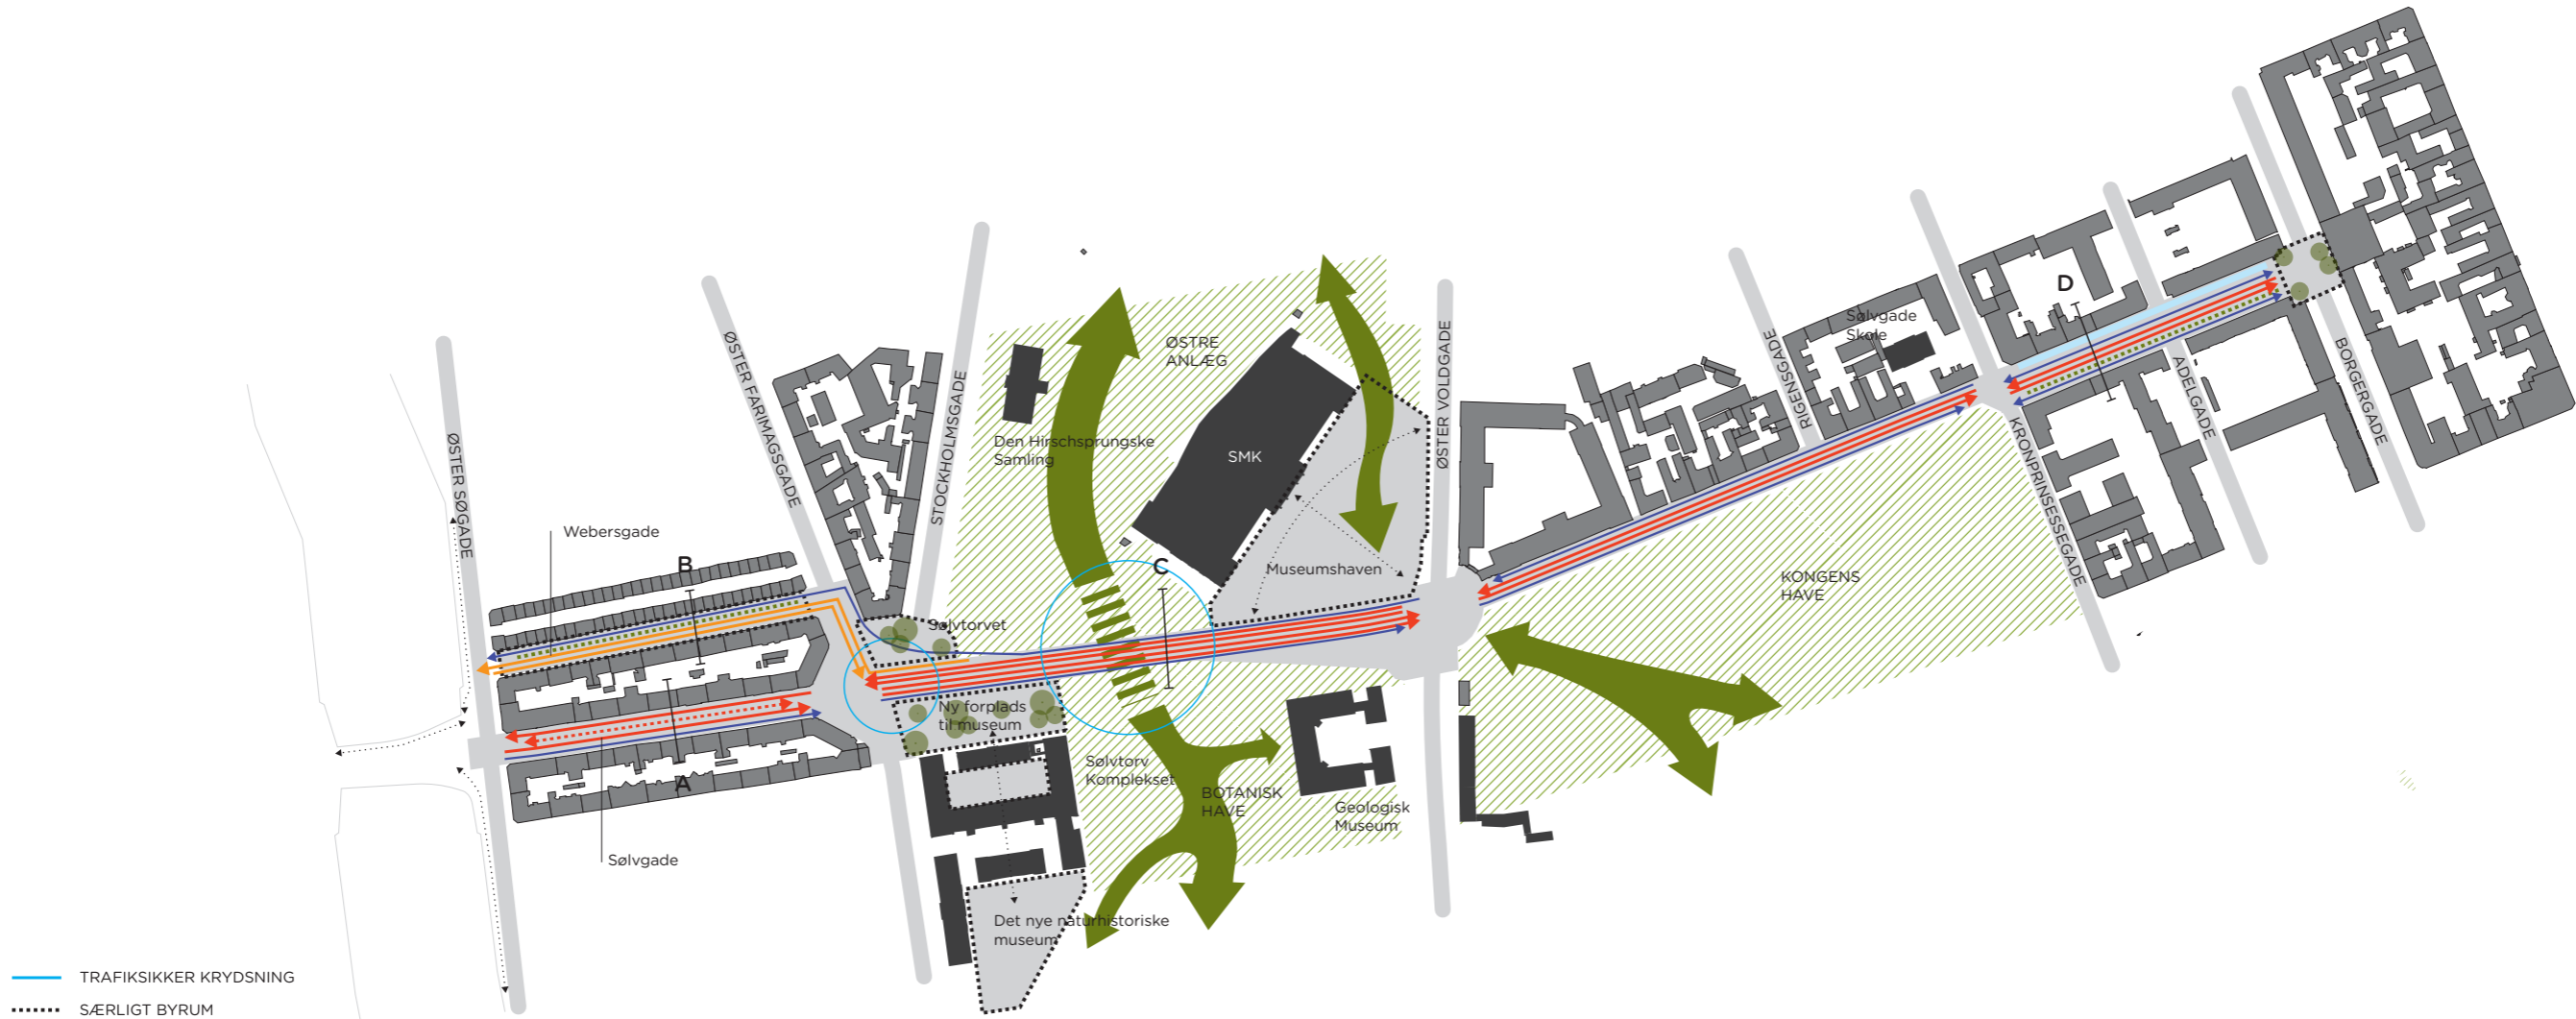 ØSTER SØGADE
ØSTER FARIMAGSGADE
STOCKHOLMSGADE
ØSTRE
ANLÆG
Den Hirschsprungske
Samling
SMK
Museumshaven
ØSTER VOLDGADE
RIGENSGADE
Sølvgade
Skole
KRONPRINSESSEGADE
ADELGADE
BORGERGADE
D
KONGENS
HAVE
Webersgade
B
C
Sølvtorvet
Ny forplads
til museum
A
Sølvgade
Sølvtorv
Komplekset
BOTANISK
HAVE
Geologisk
Museum
Det nye naturhistoriske
museum
TRAFIKSIKKER KRYDSNING
SÆRLIGT BYRUM